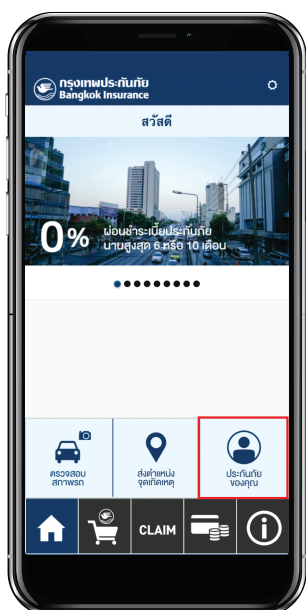 กรุงเทพประกันภัย
Bangkok Insurance
สวัสดี
0% ผ่อนชำระเบี้ยประกันภัย
นานสูงสุด 6 หรือ 10 เดือน
ตรวจสอบ
สภาพรถ
ส่งตำแหน่ง
จุดเกิดเหตุ
ประกันภัย
ของคุณ
CLAIM